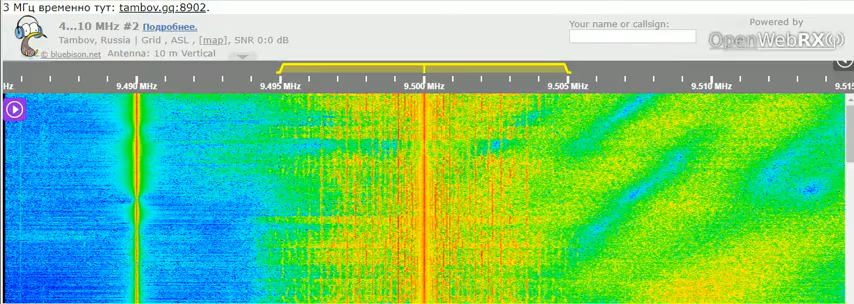 3 МГц временно тут: tambov.gq:8902.
4...10 MHz #2 Подробнее.
Tambov, Russia | Grid , ASL , [map], SNR 0:0 dB
© bluebison.net Antenna: 10 m Vertical
Your name or callsign:
Powered by
OpenWebRX
Hz 9.490 MHz 9.495 MHz 9.500 MHz 9.505 MHz 9.510 MHz 9.515